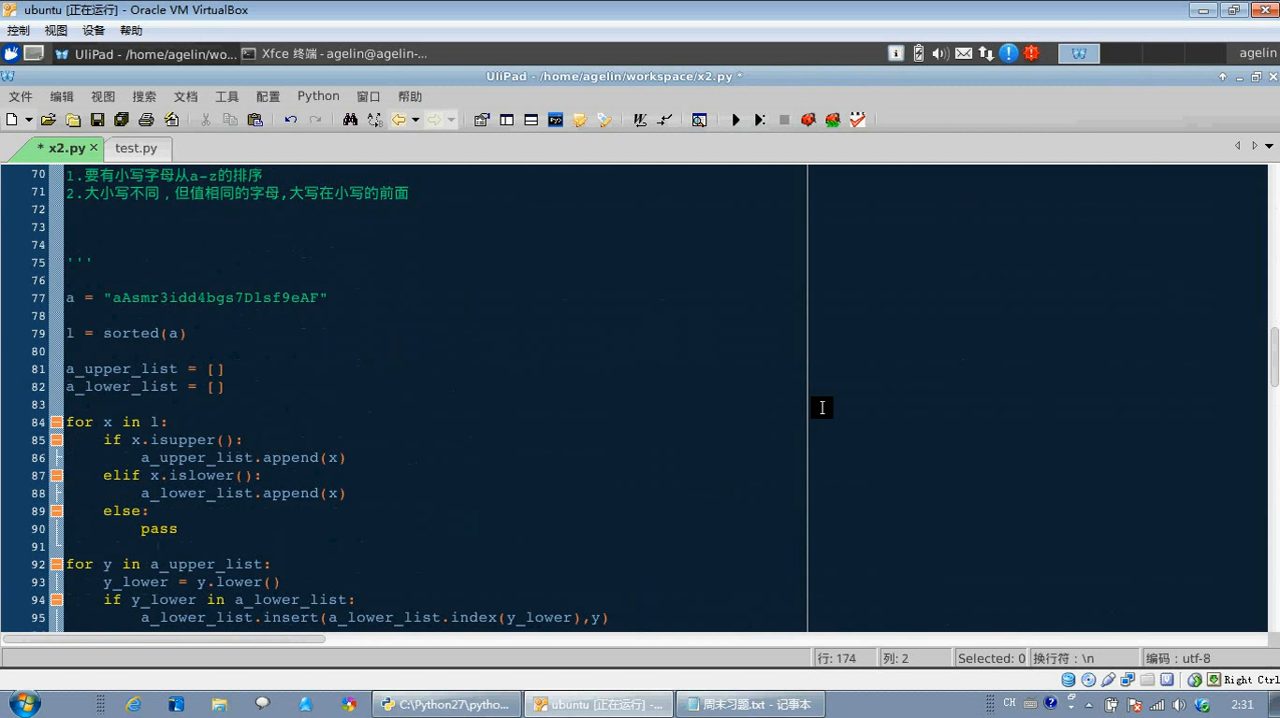 ubuntu [正在运行] - Oracle VM VirtualBox
控制 视图 设备 帮助
UliPad - /home/agelin/wo... Xfce 终端 - agelin@agelin-... agelin
UliPad - /home/agelin/workspace/x2.py *
文件 编辑 视图 搜索 文档 工具 配置 Python 窗口 帮助
* x2.py test.py
70 1.要有小写字母从a-z的排序
71 2.大小写不同，但值相同的字母,大写在小写的前面
72
73
74
75 '''
76
77 a = "aAsmr3idd4bgs7Dlsf9eAF"
78
79 l = sorted(a)
80
81 a_upper_list = []
82 a_lower_list = []
83
84 for x in l:
85 if x.isupper():
86 a_upper_list.append(x)
87 elif x.islower():
88 a_lower_list.append(x)
89 else:
90 pass
91
92 for y in a_upper_list:
93 y_lower = y.lower()
94 if y_lower in a_lower_list:
95 a_lower_list.insert(a_lower_list.index(y_lower),y)
行: 174 列: 2 Selected: 0 换行符: \n 编码: utf-8
Right Ctrl
C:\Python27\pytho... ubuntu [正在运行] -... 周末习题.txt - 记事本 CH 2:31